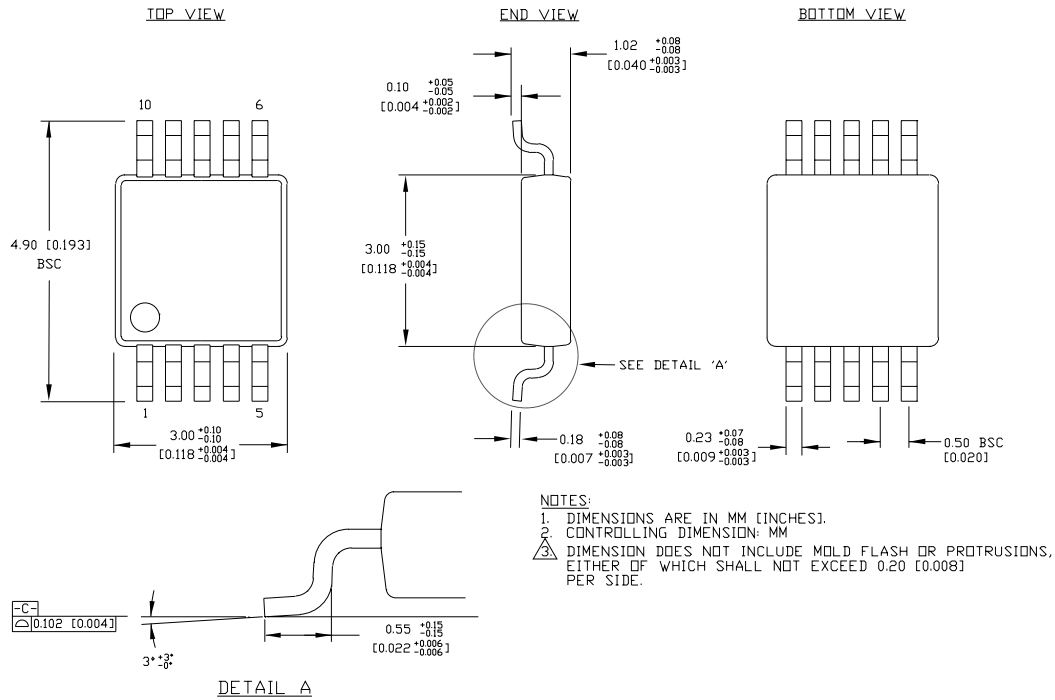 TOP VIEW
END VIEW
BOTTOM VIEW
1.02 +0.08 -0.08
[0.040 +0.003 -0.003]
0.10 +0.05 -0.05
[0.004 +0.002 -0.002]
10
6
4.90 [0.193]
BSC
3.00 +0.15 -0.15
[0.118 +0.004 -0.004]
SEE DETAIL 'A'
1
5
3.00 +0.10 -0.10
[0.118 +0.004 -0.004]
0.18 +0.08 -0.08
[0.007 +0.003 -0.003]
0.23 +0.07 -0.08
[0.009 +0.003 -0.003]
0.50 BSC
[0.020]
NOTES:
1. DIMENSIONS ARE IN MM [INCHES].
2. CONTROLLING DIMENSION: MM
3. DIMENSION DOES NOT INCLUDE MOLD FLASH OR PROTRUSIONS,
EITHER OF WHICH SHALL NOT EXCEED 0.20 [0.008]
PER SIDE.
-C-
0.102 [0.004]
3° +3° -0°
0.55 +0.15 -0.15
[0.022 +0.006 -0.006]
DETAIL A